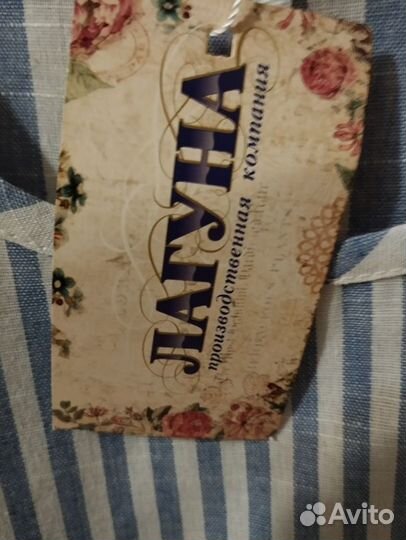 ЛАГУНА
производственная компания
Avito